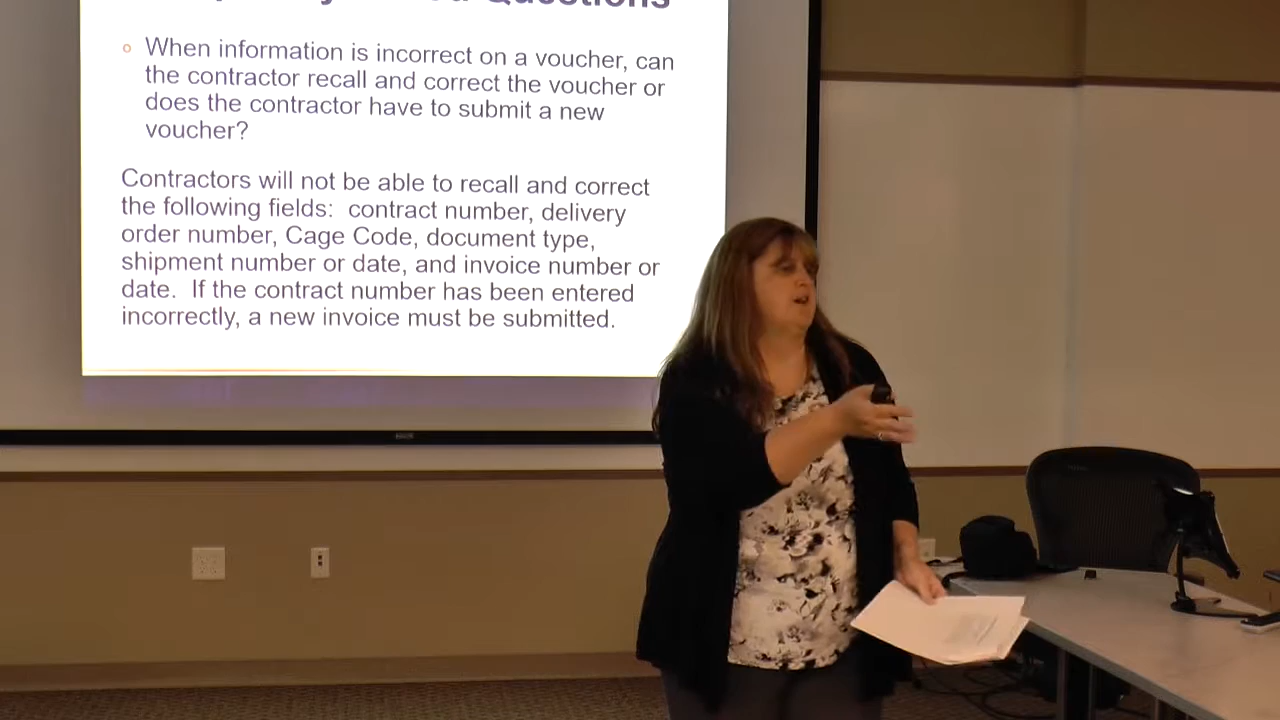 Questions
When information is incorrect on a voucher, can
the contractor recall and correct the voucher or
does the contractor have to submit a new
voucher?
Contractors will not be able to recall and correct
the following fields: contract number, delivery
order number, Cage Code, document type,
shipment number or date, and invoice number or
date. If the contract number has been entered
incorrectly, a new invoice must be submitted.